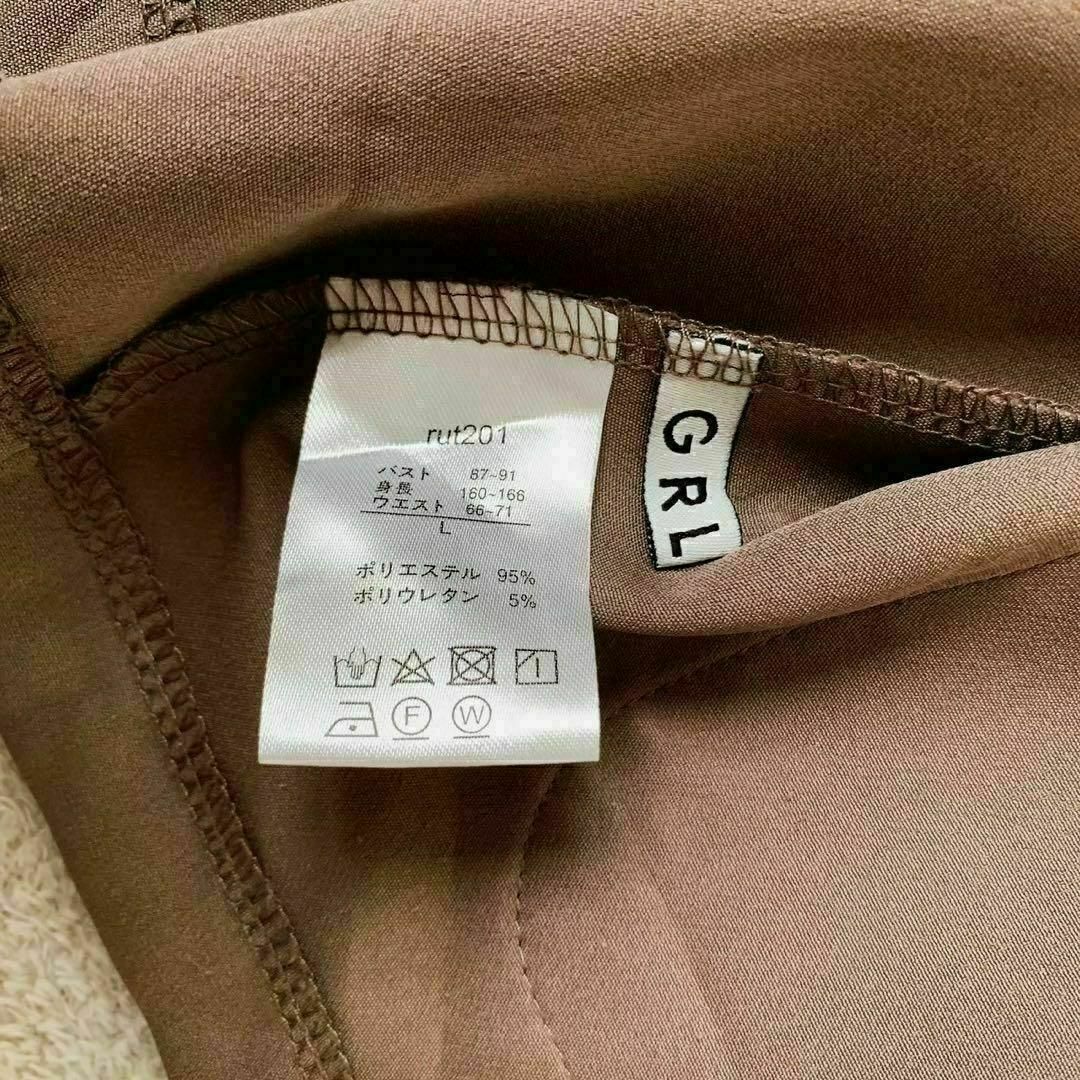 rut201
バスト 87~91
身長 160~166
ウエスト 66~71
L
ポリエステル 95%
ポリウレタン 5%
F W
GRL